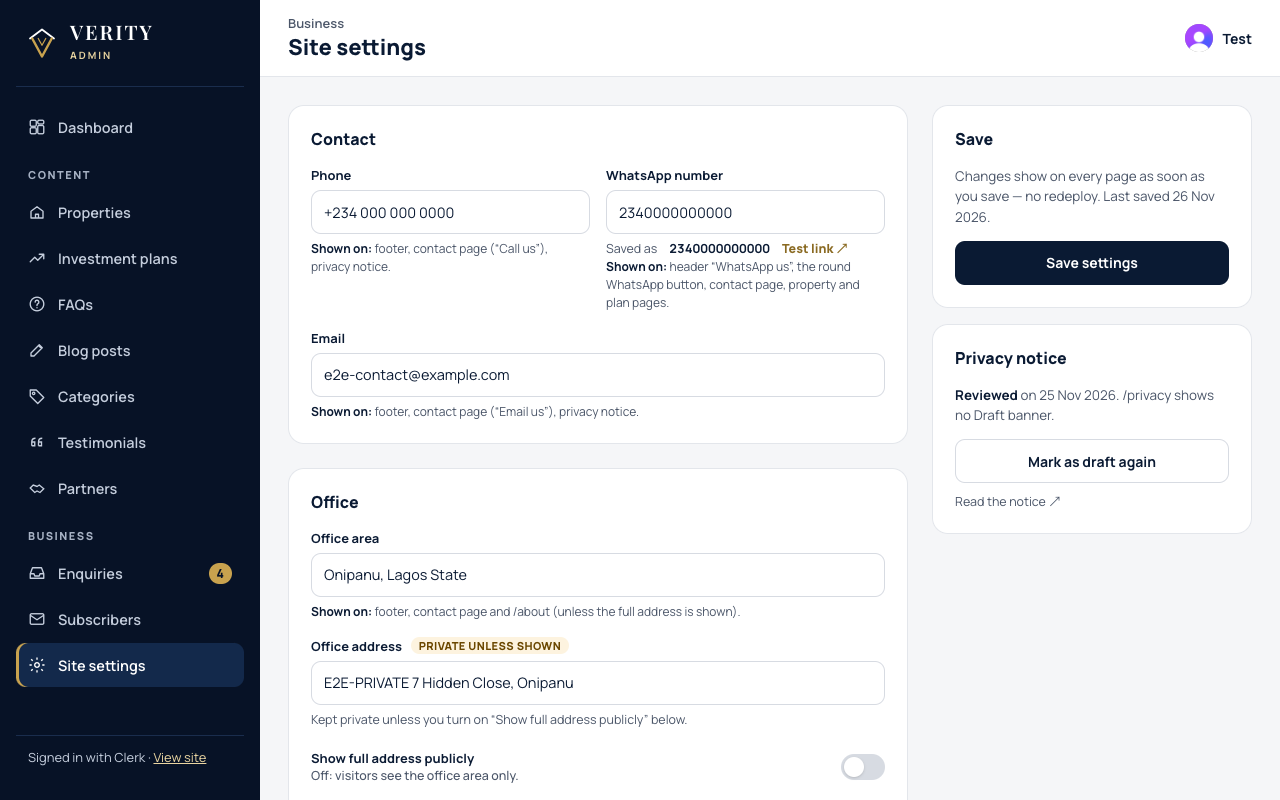 VERITY
ADMIN
Dashboard
CONTENT
Properties
Investment plans
FAQs
Blog posts
Categories
Testimonials
Partners
BUSINESS
Enquiries 4
Subscribers
Site settings
Signed in with Clerk · View site
Business
Site settings
Test
Contact
Phone
+234 000 000 0000
Shown on: footer, contact page (“Call us”),
privacy notice.
WhatsApp number
2340000000000
Saved as 2340000000000 Test link ↗
Shown on: header “WhatsApp us”, the round
WhatsApp button, contact page, property and
plan pages.
Email
e2e-contact@example.com
Shown on: footer, contact page (“Email us”), privacy notice.
Office
Office area
Onipanu, Lagos State
Shown on: footer, contact page and /about (unless the full address is shown).
Office address PRIVATE UNLESS SHOWN
E2E-PRIVATE 7 Hidden Close, Onipanu
Kept private unless you turn on “Show full address publicly” below.
Show full address publicly
Off: visitors see the office area only.
Save
Changes show on every page as soon as
you save — no redeploy. Last saved 26 Nov
2026.
Save settings
Privacy notice
Reviewed on 25 Nov 2026. /privacy shows
no Draft banner.
Mark as draft again
Read the notice ↗